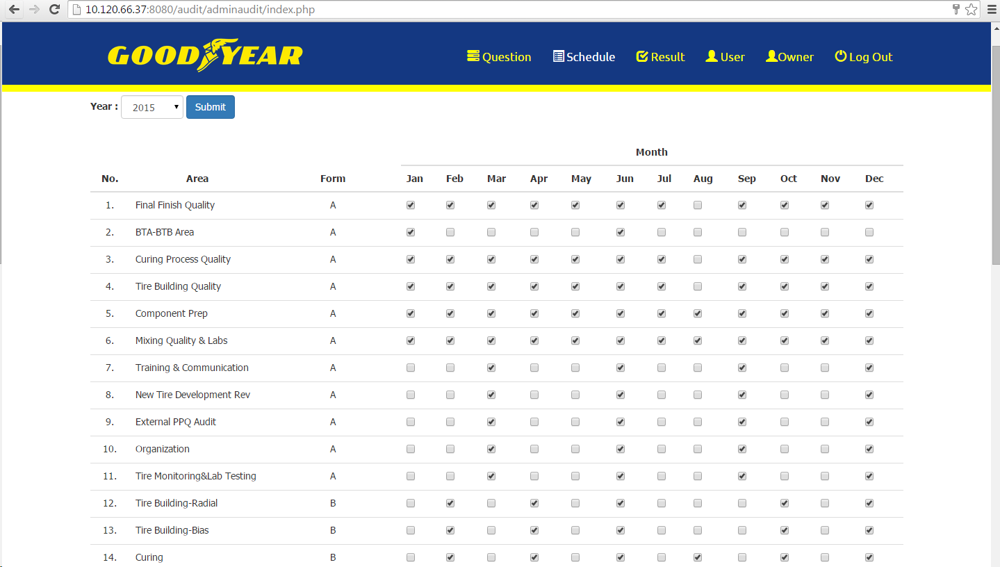 10.120.66.37:8080/audit/adminaudit/index.php
GOODYEAR Question Schedule Result User Owner Log Out
Year : 2015 Submit
Month
No. Area Form Jan Feb Mar Apr May Jun Jul Aug Sep Oct Nov Dec
1. Final Finish Quality A
2. BTA-BTB Area A
3. Curing Process Quality A
4. Tire Building Quality A
5. Component Prep A
6. Mixing Quality & Labs A
7. Training & Communication A
8. New Tire Development Rev A
9. External PPQ Audit A
10. Organization A
11. Tire Monitoring&Lab Testing A
12. Tire Building-Radial B
13. Tire Building-Bias B
14. Curing B